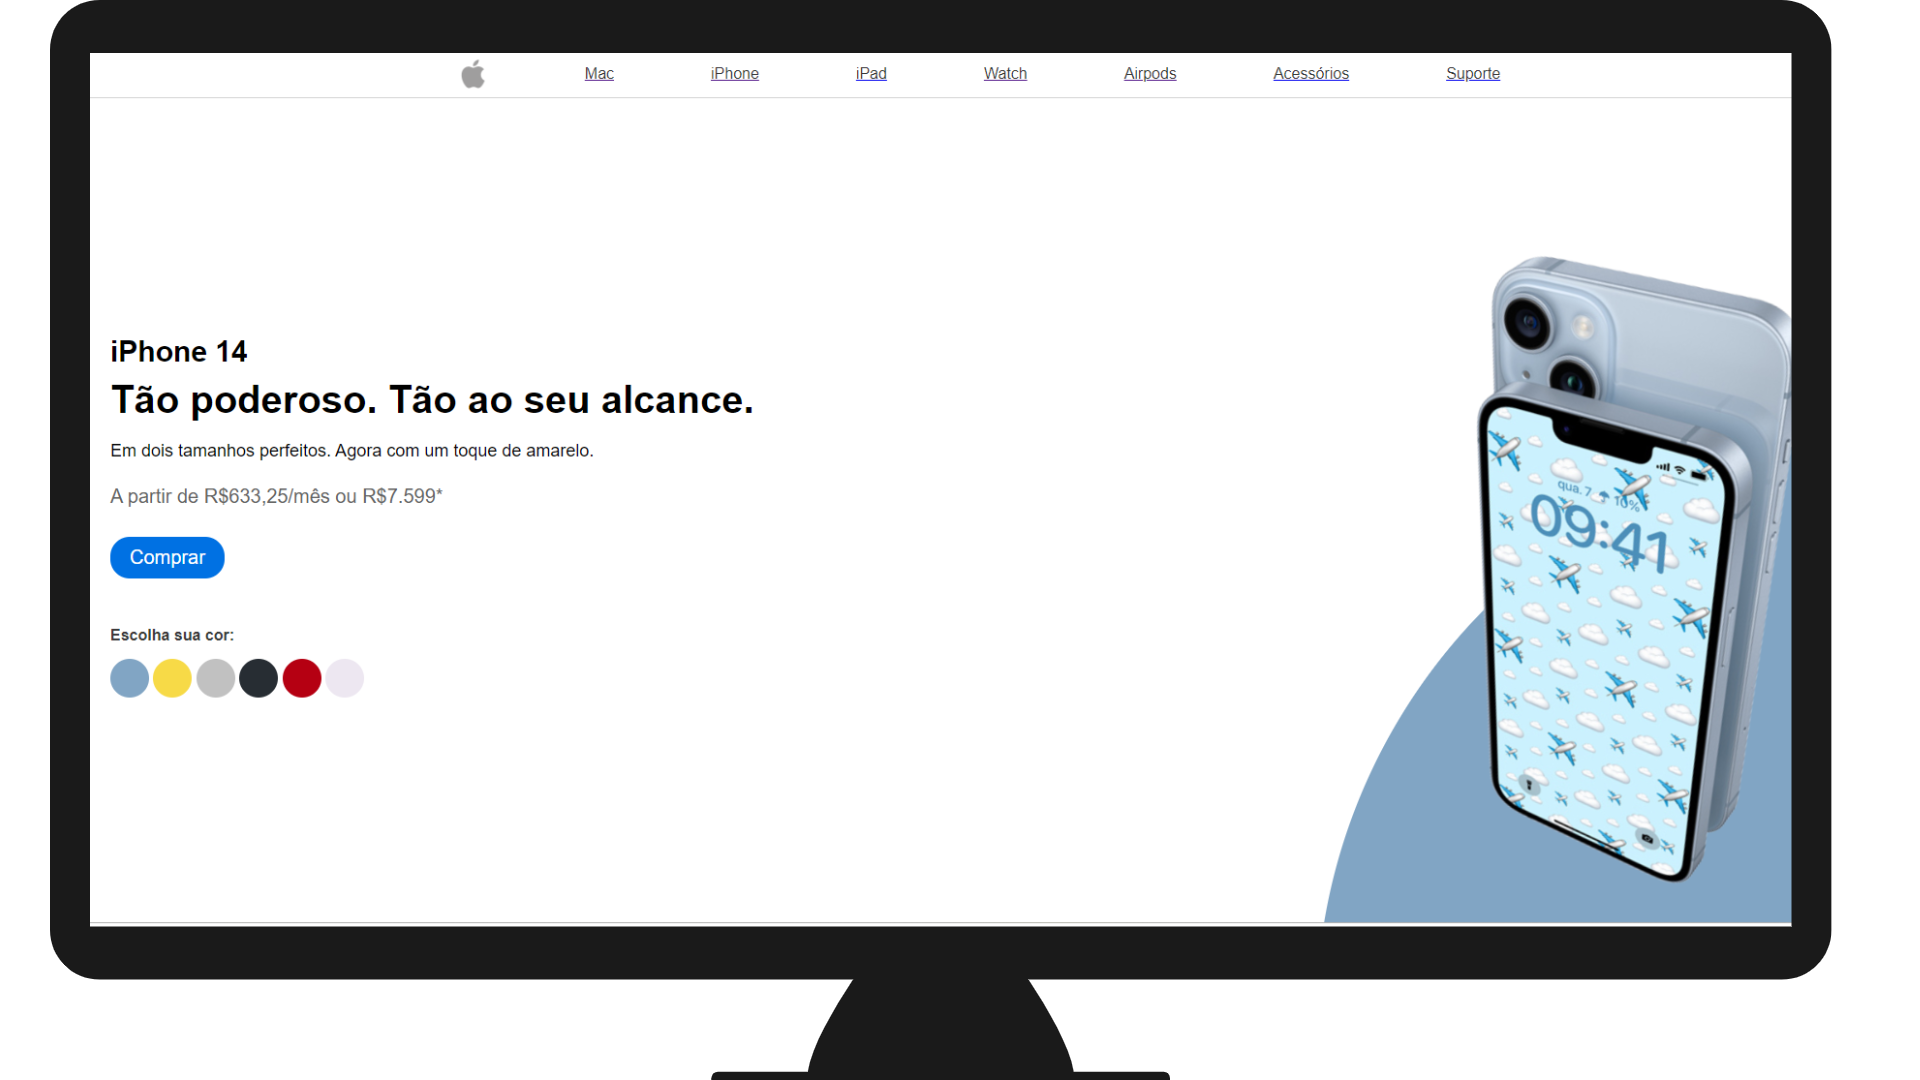 Mac iPhone iPad Watch Airpods Acessórios Suporte
iPhone 14
Tão poderoso. Tão ao seu alcance.
Em dois tamanhos perfeitos. Agora com um toque de amarelo.
A partir de R$633,25/mês ou R$7.599*
Comprar
Escolha sua cor:
qua. 7 10%
09:41